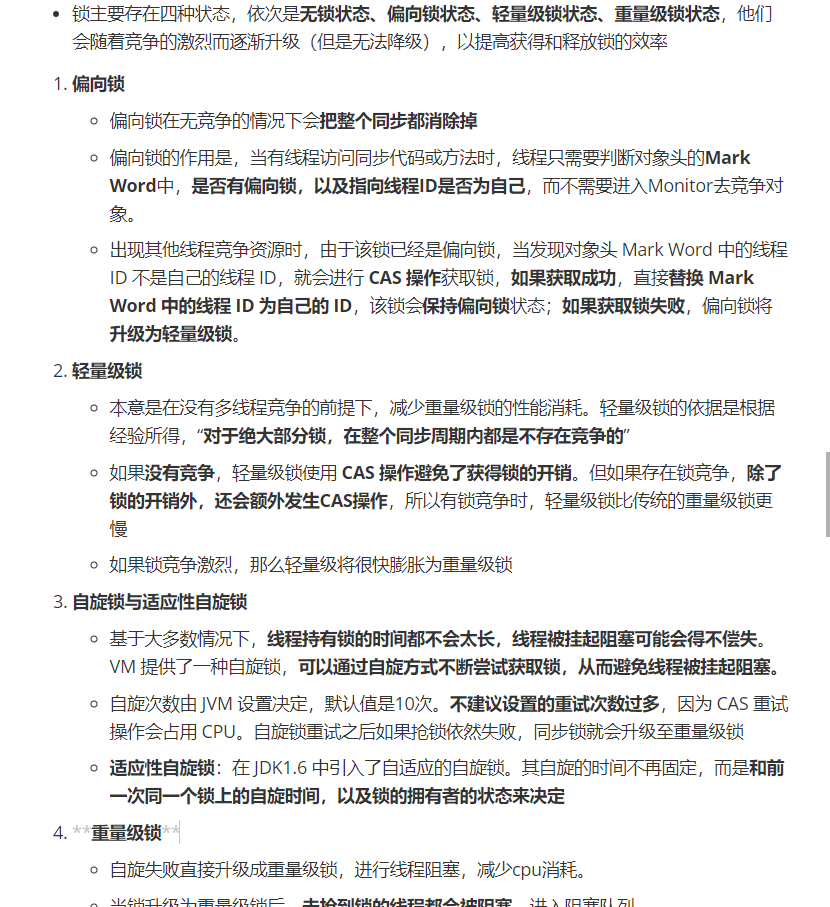 锁主要存在四种状态，依次是无锁状态、偏向锁状态、轻量级锁状态、重量级锁状态，他们
会随着竞争的激烈而逐渐升级（但是无法降级），以提高获得和释放锁的效率
1. 偏向锁
偏向锁在无竞争的情况下会把整个同步都消除掉
偏向锁的作用是，当有线程访问同步代码或方法时，线程只需要判断对象头的Mark
Word中，是否有偏向锁，以及指向线程ID是否为自己，而不需要进入Monitor去竞争对
象。
出现其他线程竞争资源时，由于该锁已经是偏向锁，当发现对象头 Mark Word 中的线程
ID 不是自己的线程 ID，就会进行 CAS 操作获取锁，如果获取成功，直接替换 Mark
Word 中的线程 ID 为自己的 ID，该锁会保持偏向锁状态；如果获取锁失败，偏向锁将
升级为轻量级锁。
2. 轻量级锁
本意是在没有多线程竞争的前提下，减少重量级锁的性能消耗。轻量级锁的依据是根据
经验所得，“对于绝大部分锁，在整个同步周期内都是不存在竞争的”
如果没有竞争，轻量级锁使用 CAS 操作避免了获得锁的开销。但如果存在锁竞争，除了
锁的开销外，还会额外发生CAS操作，所以有锁竞争时，轻量级锁比传统的重量级锁更
慢
如果锁竞争激烈，那么轻量级将很快膨胀为重量级锁
3. 自旋锁与适应性自旋锁
基于大多数情况下，线程持有锁的时间都不会太长，线程被挂起阻塞可能会得不偿失。
VM 提供了一种自旋锁，可以通过自旋方式不断尝试获取锁，从而避免线程被挂起阻塞。
自旋次数由 JVM 设置决定，默认值是10次。不建议设置的重试次数过多，因为 CAS 重试
操作会占用 CPU。自旋锁重试之后如果抢锁依然失败，同步锁就会升级至重量级锁
适应性自旋锁：在 JDK1.6 中引入了自适应的自旋锁。其自旋的时间不再固定，而是和前
一次同一个锁上的自旋时间，以及锁的拥有者的状态来决定
4. **重量级锁**
自旋失败直接升级成重量级锁，进行线程阻塞，减少cpu消耗。
当锁升级为重量级锁后，未抢到锁的线程都会被阻塞，进入阻塞队列